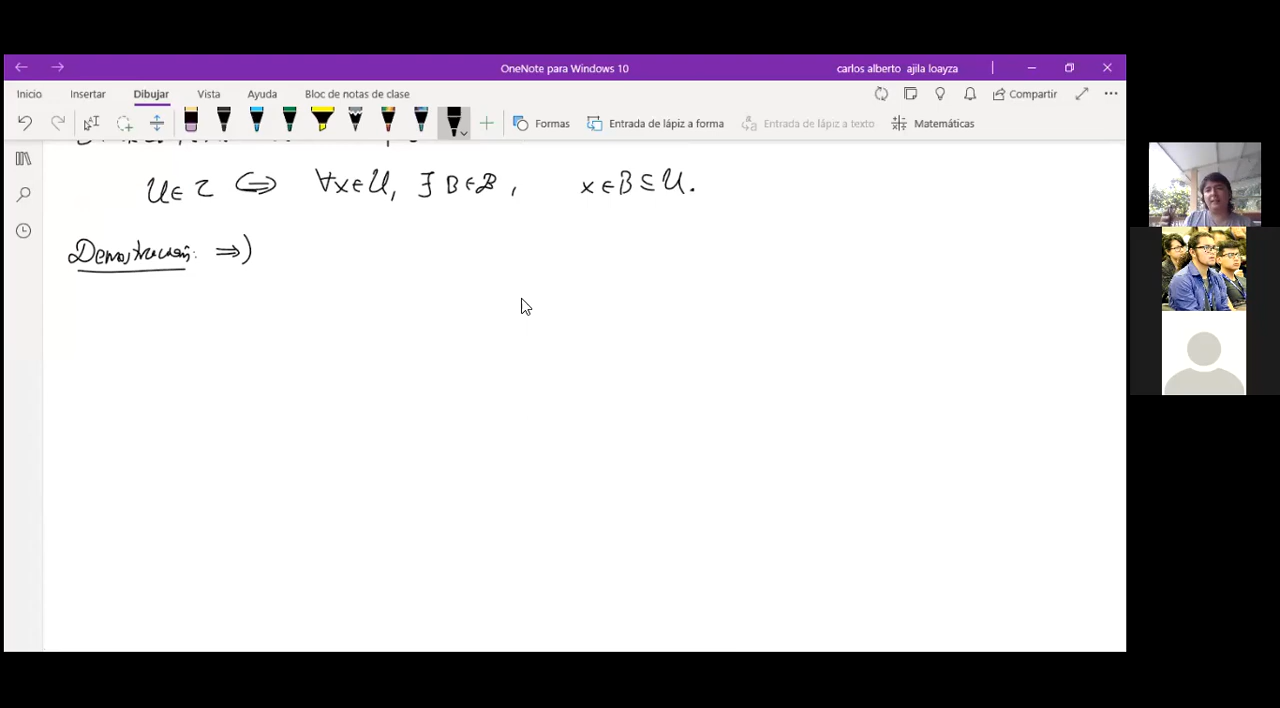 OneNote para Windows 10
carlos alberto ajila loayza
Inicio Insertar Dibujar Vista Ayuda Bloc de notas de clase
Compartir
Formas Entrada de lápiz a forma Entrada de lápiz a texto Matemáticas
U ∈ τ ⇔ ∀x∈U, ∃ B∈ℬ, x∈B⊆U.
Demostración: ⇒)